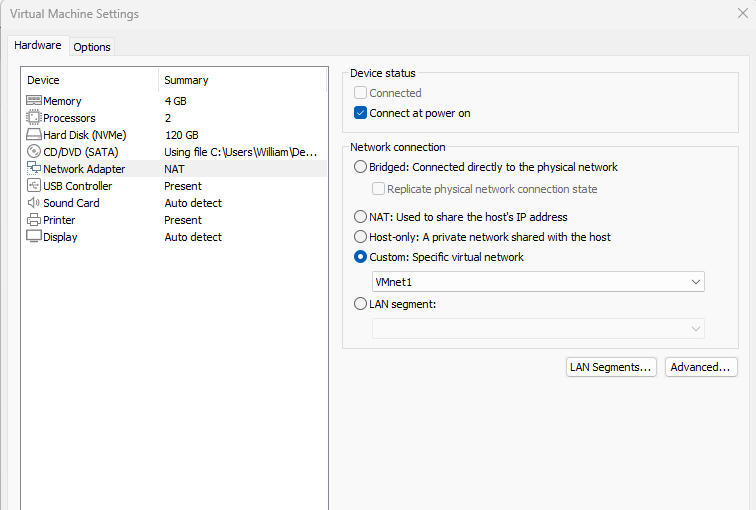 Virtual Machine Settings
Hardware
Options
Device Summary
Memory 4 GB
Processors 2
Hard Disk (NVMe) 120 GB
CD/DVD (SATA) Using file C:\Users\William\De...
Network Adapter NAT
USB Controller Present
Sound Card Auto detect
Printer Present
Display Auto detect
Device status
Connected
Connect at power on
Network connection
Bridged: Connected directly to the physical network
Replicate physical network connection state
NAT: Used to share the host's IP address
Host-only: A private network shared with the host
Custom: Specific virtual network
VMnet1
LAN segment:
LAN Segments... Advanced...